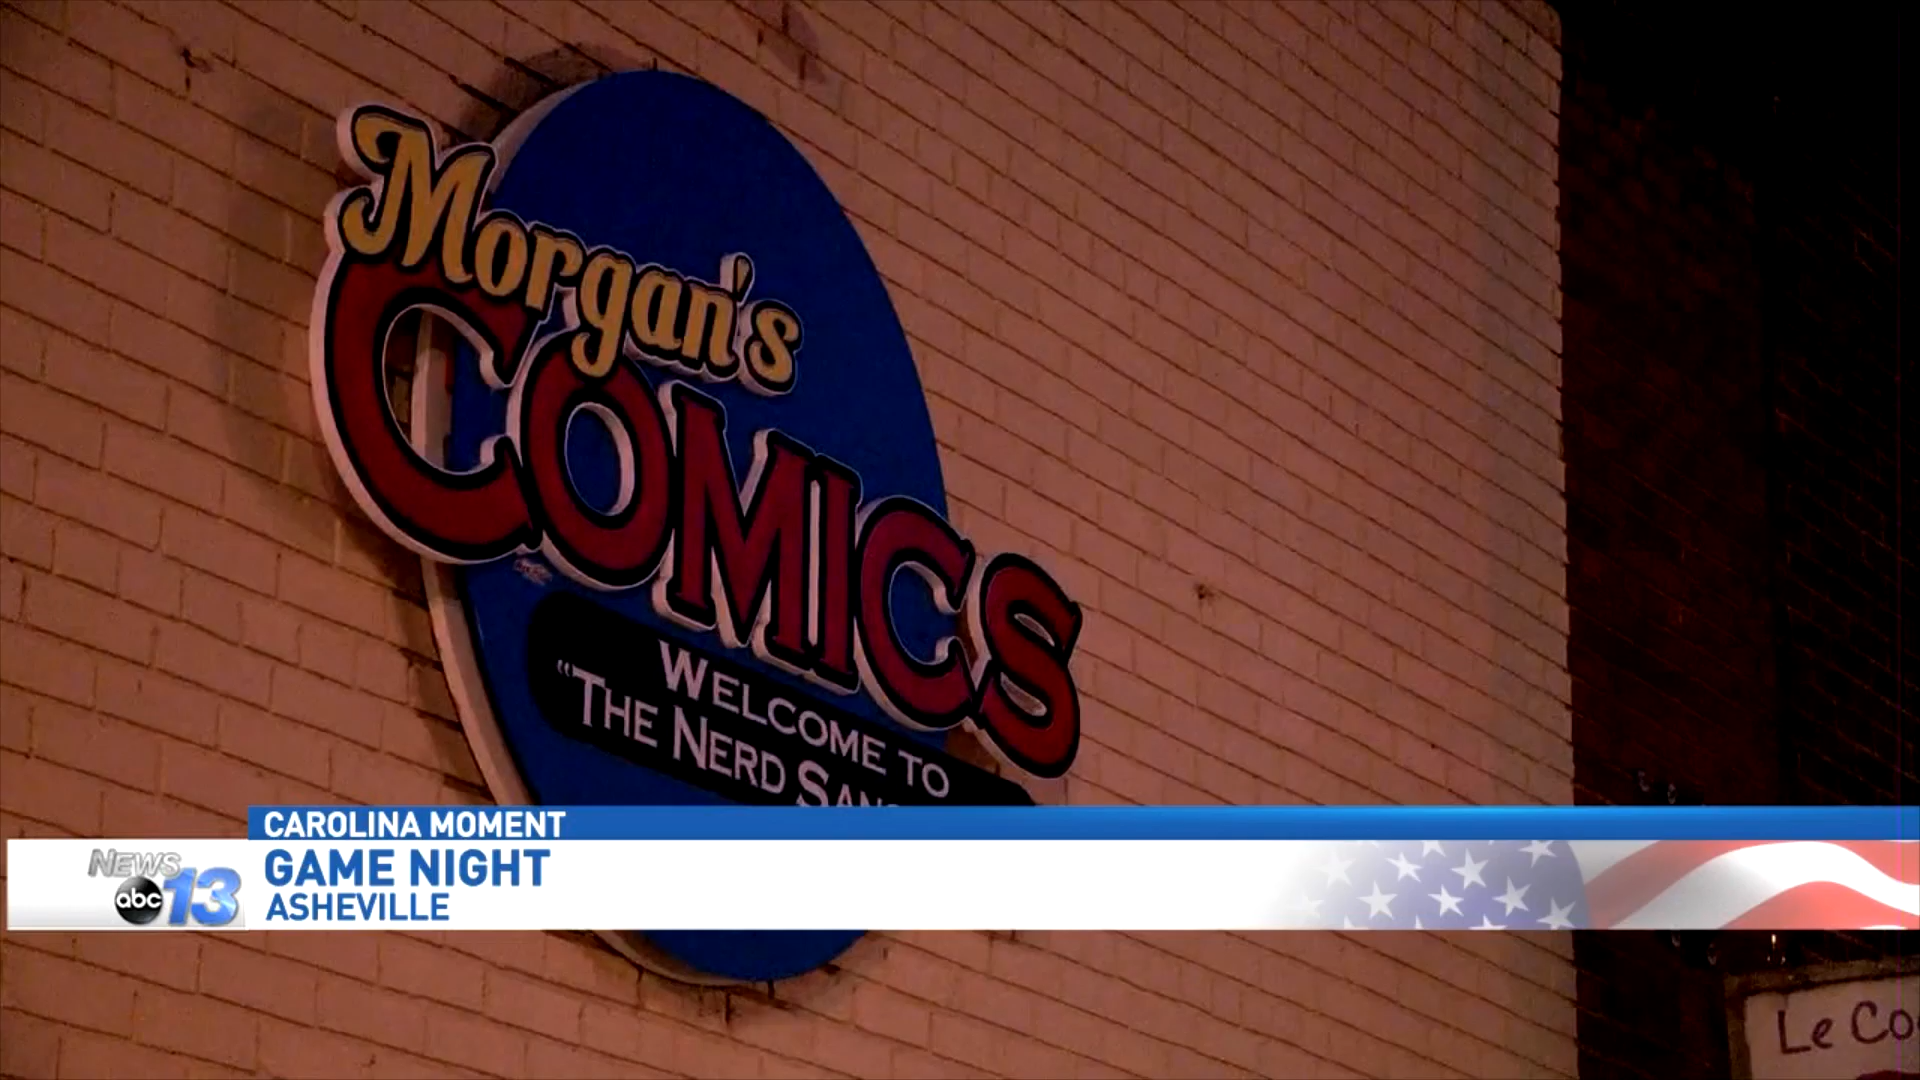 Morgan's
COMICS
WELCOME TO
"THE NERD
CAROLINA MOMENT
GAME NIGHT
ASHEVILLE
NEWS
abc 13
Le